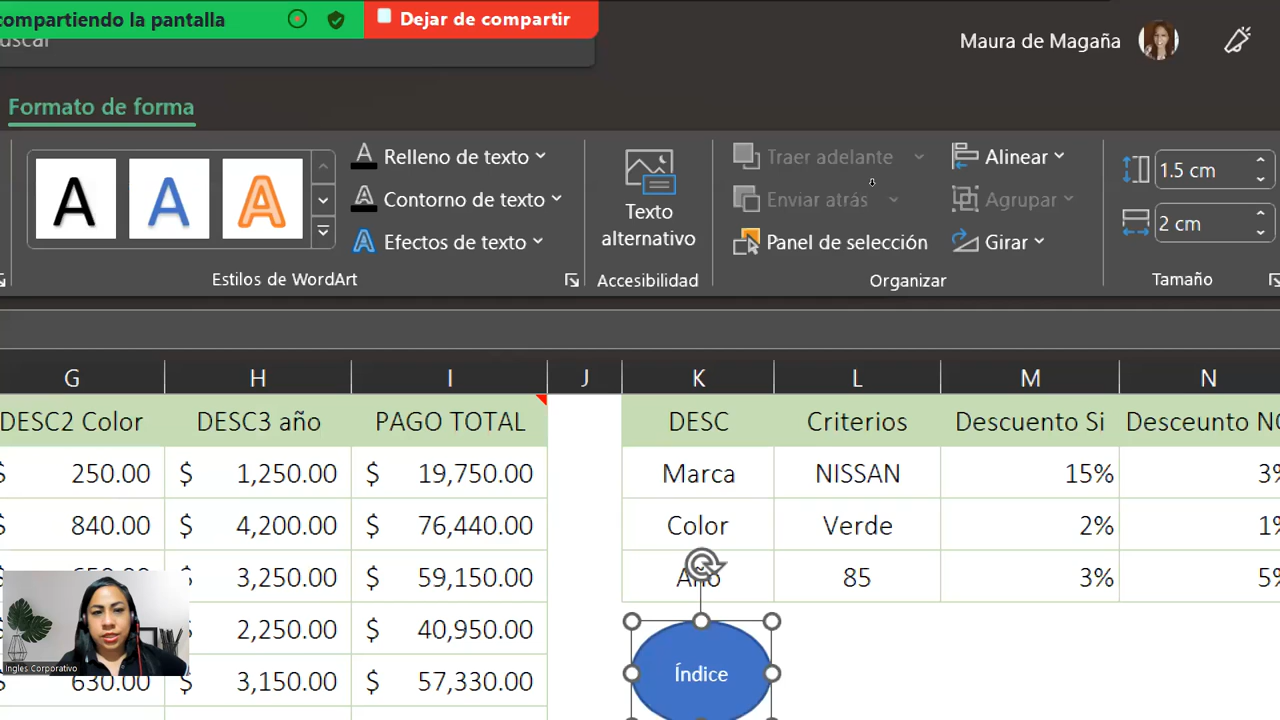 compartiendo la pantalla
Dejar de compartir
Maura de Magaña
Formato de forma
Relleno de texto
Contorno de texto
Efectos de texto
Estilos de WordArt
Texto
alternativo
Accesibilidad
Traer adelante
Enviar atrás
Panel de selección
Alinear
Agrupar
Girar
Organizar
1.5 cm
2 cm
Tamaño
G H I J K L M N
DESC2 Color DESC3 año PAGO TOTAL DESC Criterios Descuento Si Desceunto NO
$ 250.00 $ 1,250.00 $ 19,750.00 Marca NISSAN 15% 3%
$ 840.00 $ 4,200.00 $ 76,440.00 Color Verde 2% 1%
$ 3,250.00 $ 59,150.00 Año 85 3% 5%
$ 2,250.00 $ 40,950.00
630.00 $ 3,150.00 $ 57,330.00
Índice
Ingles Corporativo